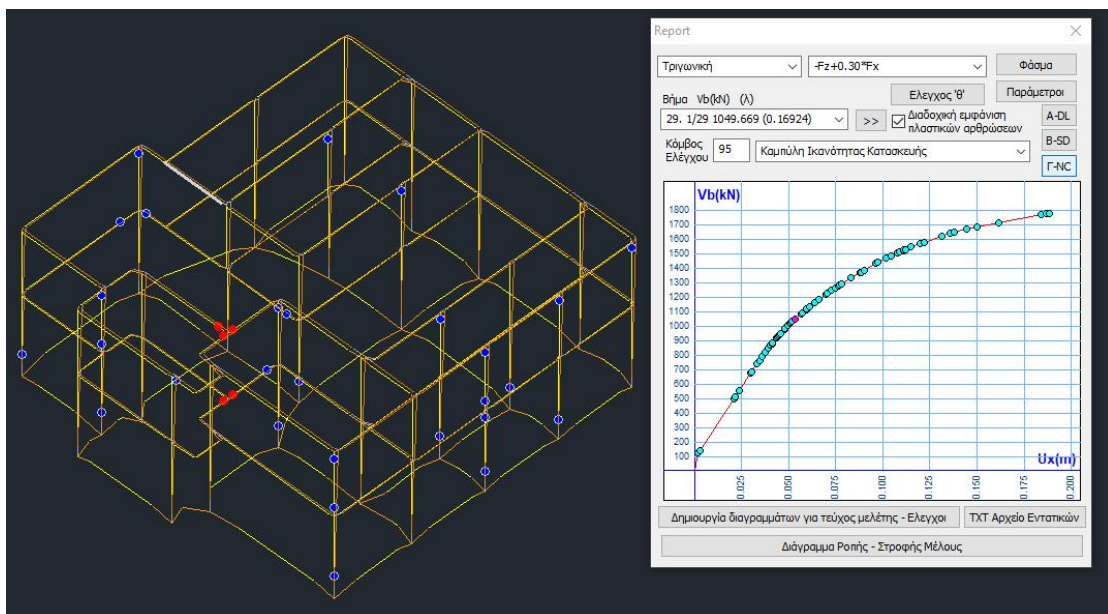 Report
Τριγωνική -Fz+0.30*Fx Φάσμα
Βήμα Vb(kN) (λ) Ελεγχος 'θ' Παράμετροι
29. 1/29 1049.669 (0.16924) >> Διαδοχική εμφάνιση πλαστικών αρθρώσεων A-DL
Κόμβος Ελέγχου 95 Καμπύλη Ικανότητας Κατασκευής B-SD
Γ-NC
Vb(kN)
1800
1700
1600
1500
1400
1300
1200
1100
1000
900
800
700
600
500
400
300
200
100
Ux(m)
0.025 0.050 0.075 0.100 0.125 0.150 0.175 0.200
Δημιουργία διαγραμμάτων για τεύχος μελέτης - Ελεγχοι TXT Αρχείο Εντατικών
Διάγραμμα Ροπής - Στροφής Μέλους